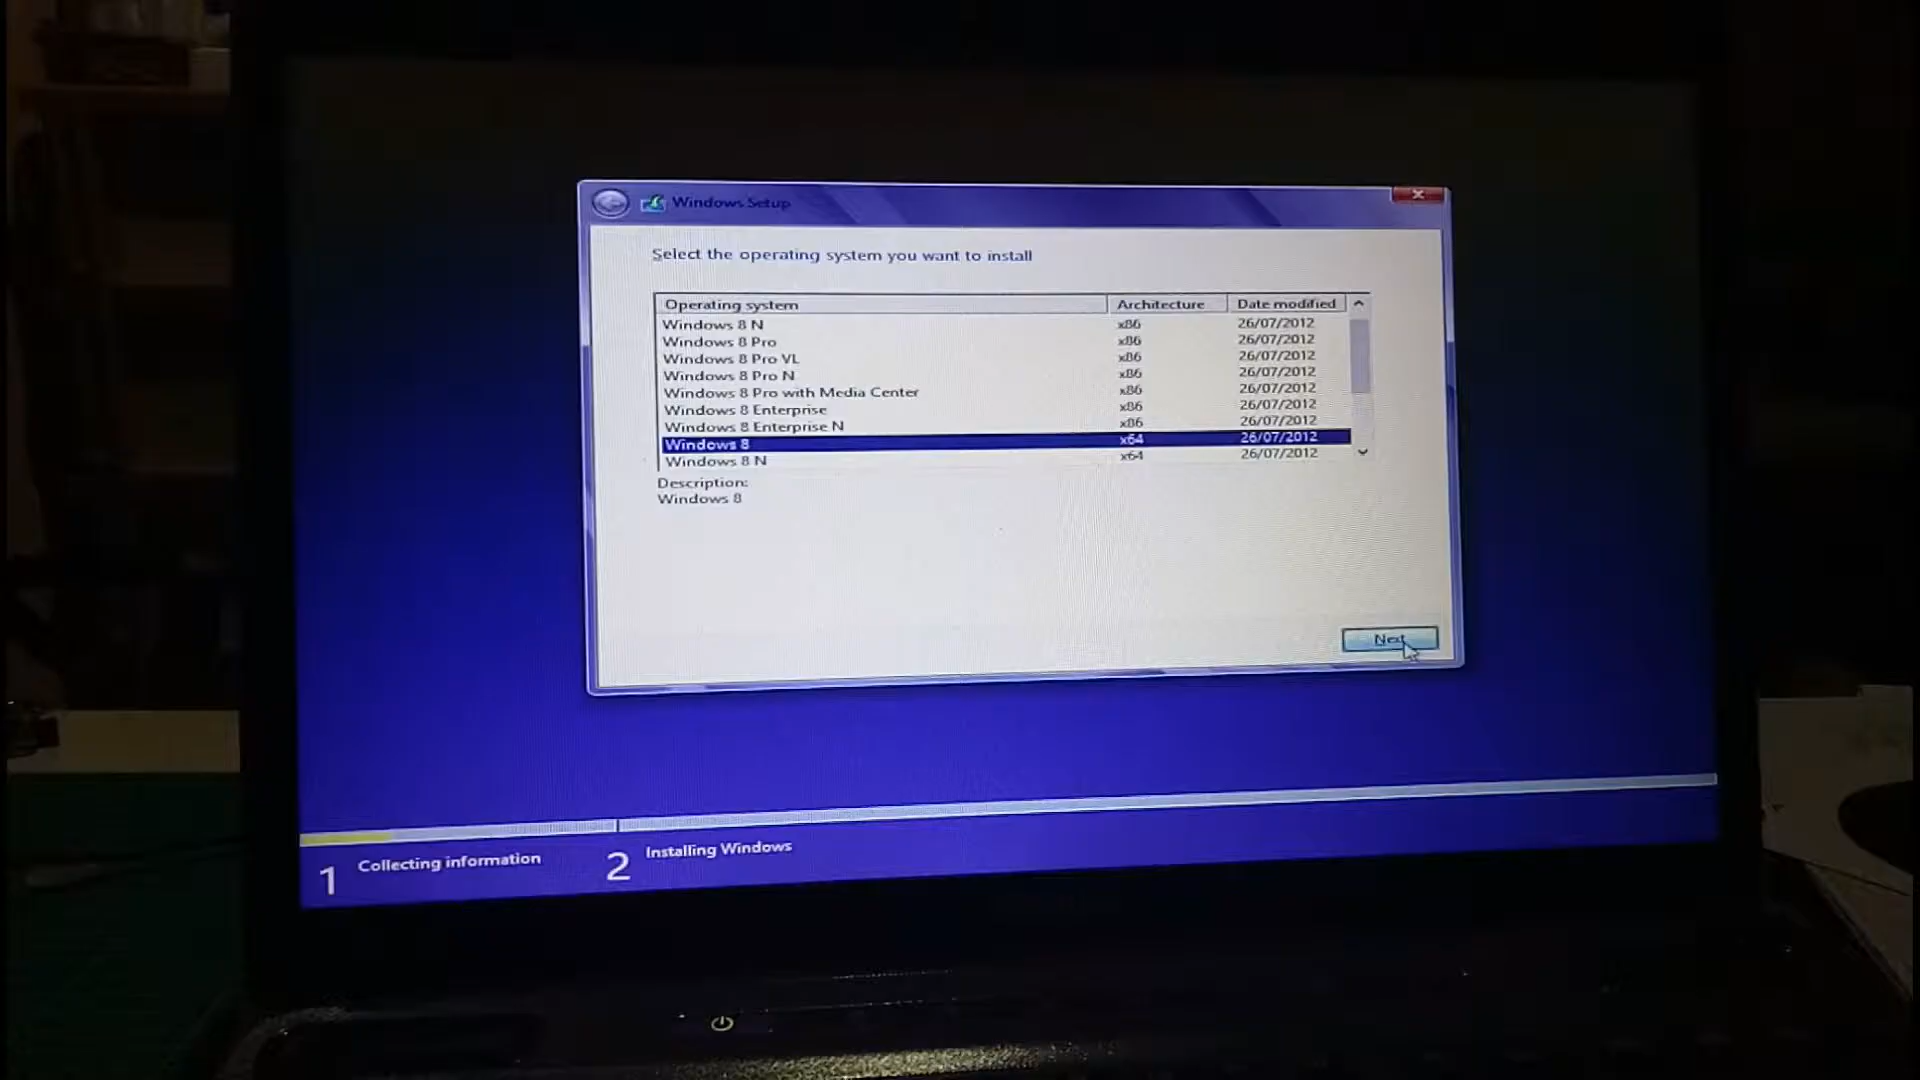 Windows Setup
Select the operating system you want to install
Operating system Architecture Date modified
Windows 8 N x86 26/07/2012
Windows 8 Pro x86 26/07/2012
Windows 8 Pro VL x86 26/07/2012
Windows 8 Pro N x86 26/07/2012
Windows 8 Pro with Media Center x86 26/07/2012
Windows 8 Enterprise x86 26/07/2012
Windows 8 Enterprise N x86 26/07/2012
Windows 8 x64 26/07/2012
Windows 8 N x64 26/07/2012
Description:
Windows 8
Next
1 Collecting information 2 Installing Windows